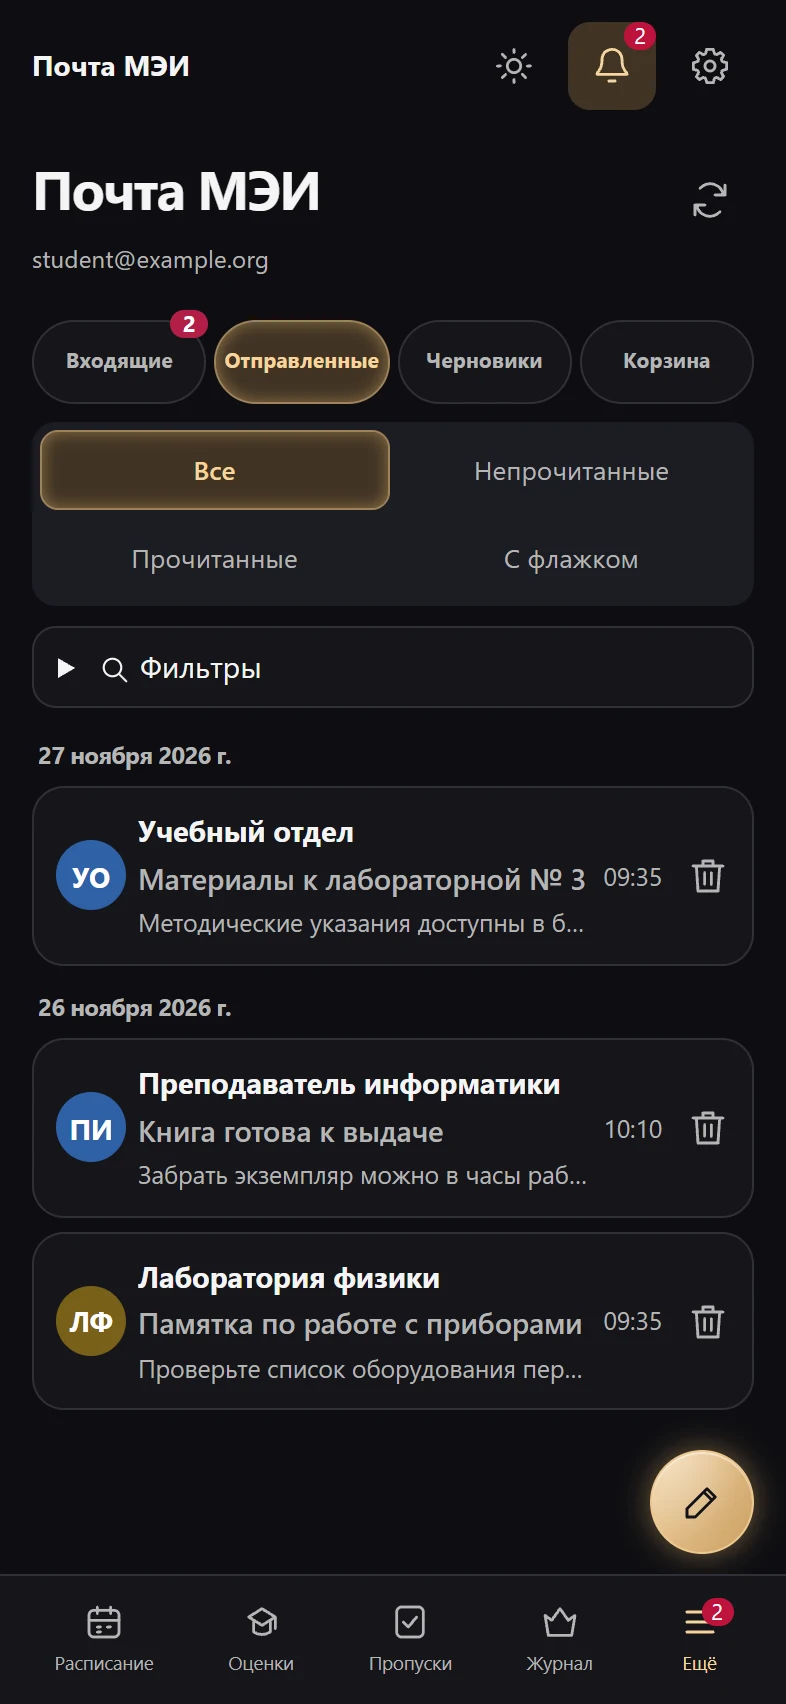 Почта МЭИ
2
Почта МЭИ
student@example.org
Входящие
2
Отправленные
Черновики
Корзина
Все
Непрочитанные
Прочитанные
С флажком
Фильтры
27 ноября 2026 г.
УО
Учебный отдел
Материалы к лабораторной № 3
09:35
Методические указания доступны в б...
26 ноября 2026 г.
ПИ
Преподаватель информатики
Книга готова к выдаче
10:10
Забрать экземпляр можно в часы раб...
ЛФ
Лаборатория физики
Памятка по работе с приборами
09:35
Проверьте список оборудования пер...
Расписание
Оценки
Пропуски
Журнал
2
Ещё